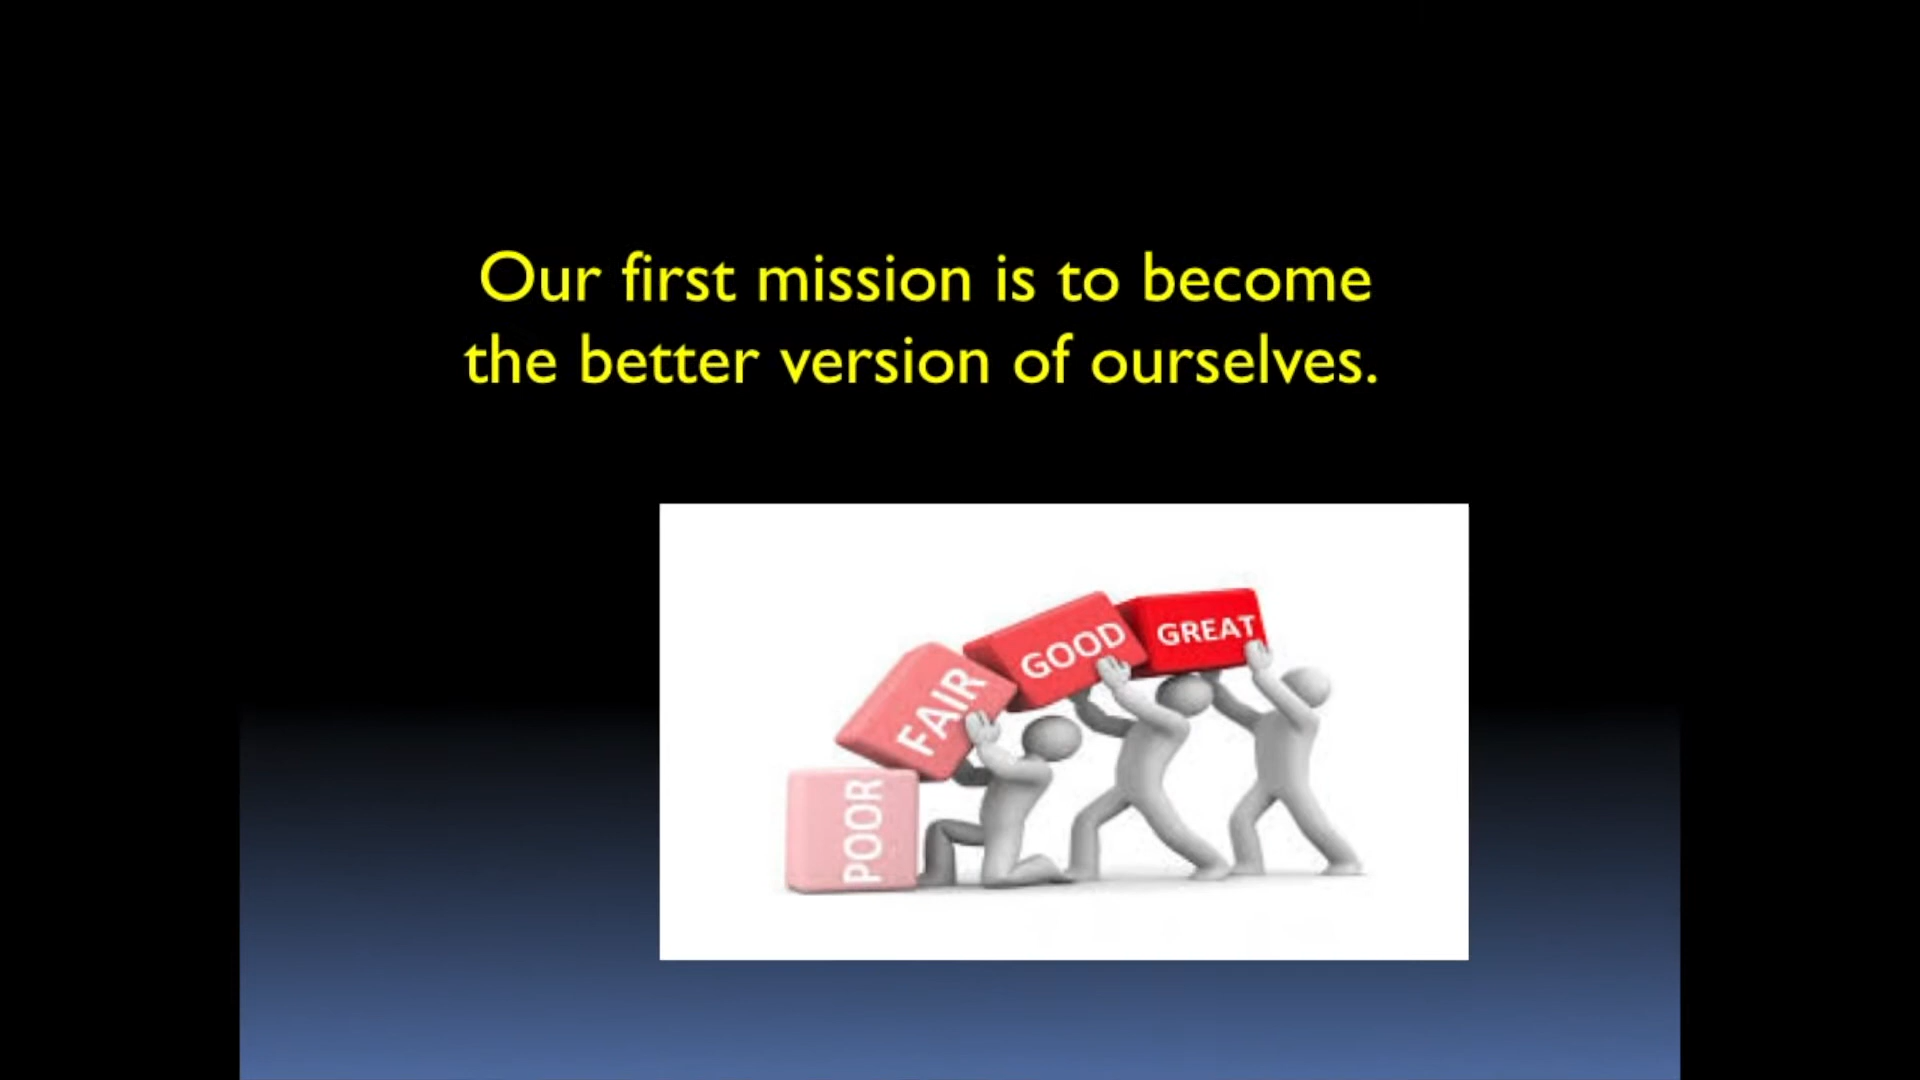 Our first mission is to become
the better version of ourselves.
POOR
FAIR
GOOD
GREAT